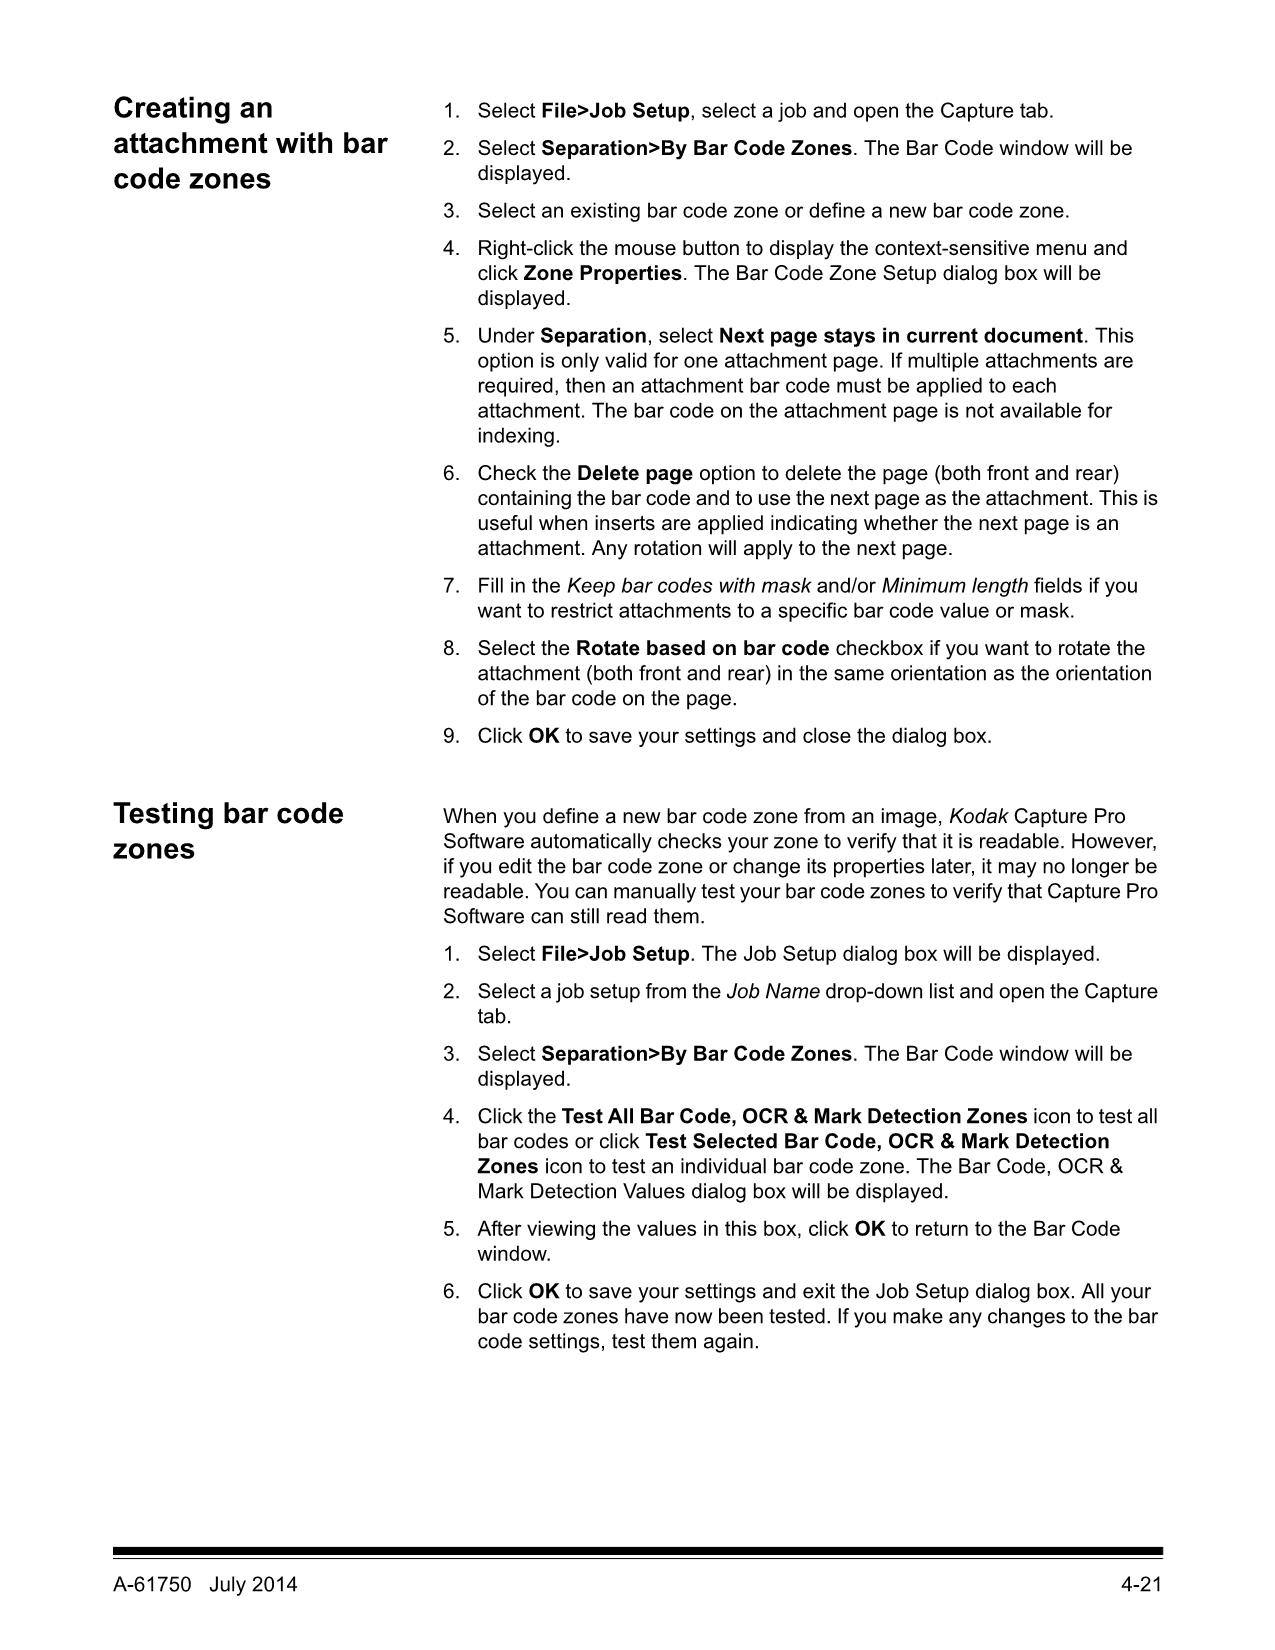 Creating an
attachment with bar
code zones
1. Select File>Job Setup, select a job and open the Capture tab.
2. Select Separation>By Bar Code Zones. The Bar Code window will be
displayed.
3. Select an existing bar code zone or define a new bar code zone.
4. Right-click the mouse button to display the context-sensitive menu and
click Zone Properties. The Bar Code Zone Setup dialog box will be
displayed.
5. Under Separation, select Next page stays in current document. This
option is only valid for one attachment page. If multiple attachments are
required, then an attachment bar code must be applied to each
attachment. The bar code on the attachment page is not available for
indexing.
6. Check the Delete page option to delete the page (both front and rear)
containing the bar code and to use the next page as the attachment. This is
useful when inserts are applied indicating whether the next page is an
attachment. Any rotation will apply to the next page.
7. Fill in the Keep bar codes with mask and/or Minimum length fields if you
want to restrict attachments to a specific bar code value or mask.
8. Select the Rotate based on bar code checkbox if you want to rotate the
attachment (both front and rear) in the same orientation as the orientation
of the bar code on the page.
9. Click OK to save your settings and close the dialog box.
Testing bar code
zones
When you define a new bar code zone from an image, Kodak Capture Pro
Software automatically checks your zone to verify that it is readable. However,
if you edit the bar code zone or change its properties later, it may no longer be
readable. You can manually test your bar code zones to verify that Capture Pro
Software can still read them.
1. Select File>Job Setup. The Job Setup dialog box will be displayed.
2. Select a job setup from the Job Name drop-down list and open the Capture
tab.
3. Select Separation>By Bar Code Zones. The Bar Code window will be
displayed.
4. Click the Test All Bar Code, OCR & Mark Detection Zones icon to test all
bar codes or click Test Selected Bar Code, OCR & Mark Detection
Zones icon to test an individual bar code zone. The Bar Code, OCR &
Mark Detection Values dialog box will be displayed.
5. After viewing the values in this box, click OK to return to the Bar Code
window.
6. Click OK to save your settings and exit the Job Setup dialog box. All your
bar code zones have now been tested. If you make any changes to the bar
code settings, test them again.
A-61750 July 2014
4-21